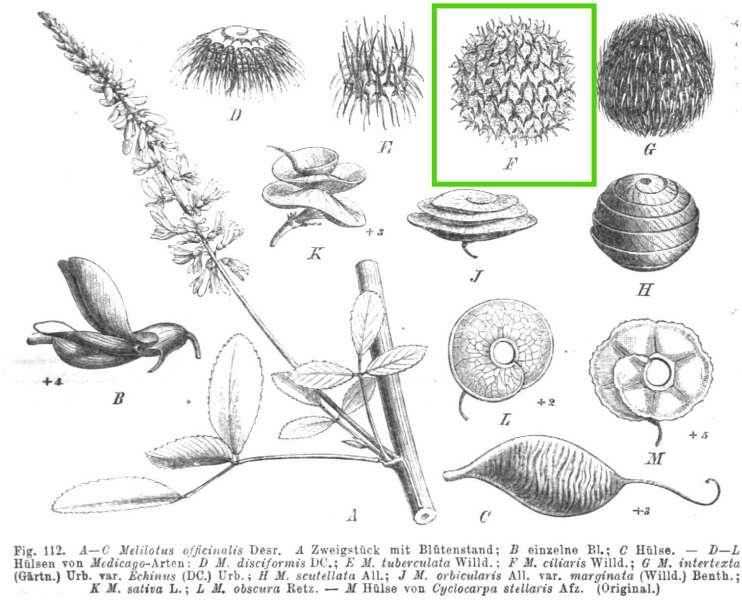 D
E
F
G
K
+3
J
H
B
+4
L
+2
M
+5
A
C
+3
Fig. 112. A—C Melilotus officinalis Desr. A Zweigstück mit Blütenstand; B einzelne Bl.; C Hülse. — D—L
Hülsen von Medicago-Arten: D M. disciformis DC.; E M. tuberculata Willd.; F M. ciliaris Willd.; G M. intertexta
(Gärtn.) Urb. var. Echinus (DC.) Urb.; H M. scutellata All.; J M. orbicularis All. var. marginata (Willd.) Benth.;
K M. sativa L.; L M. obscura Retz. — M Hülse von Cyclocarpa stellaris Afz. (Original.)